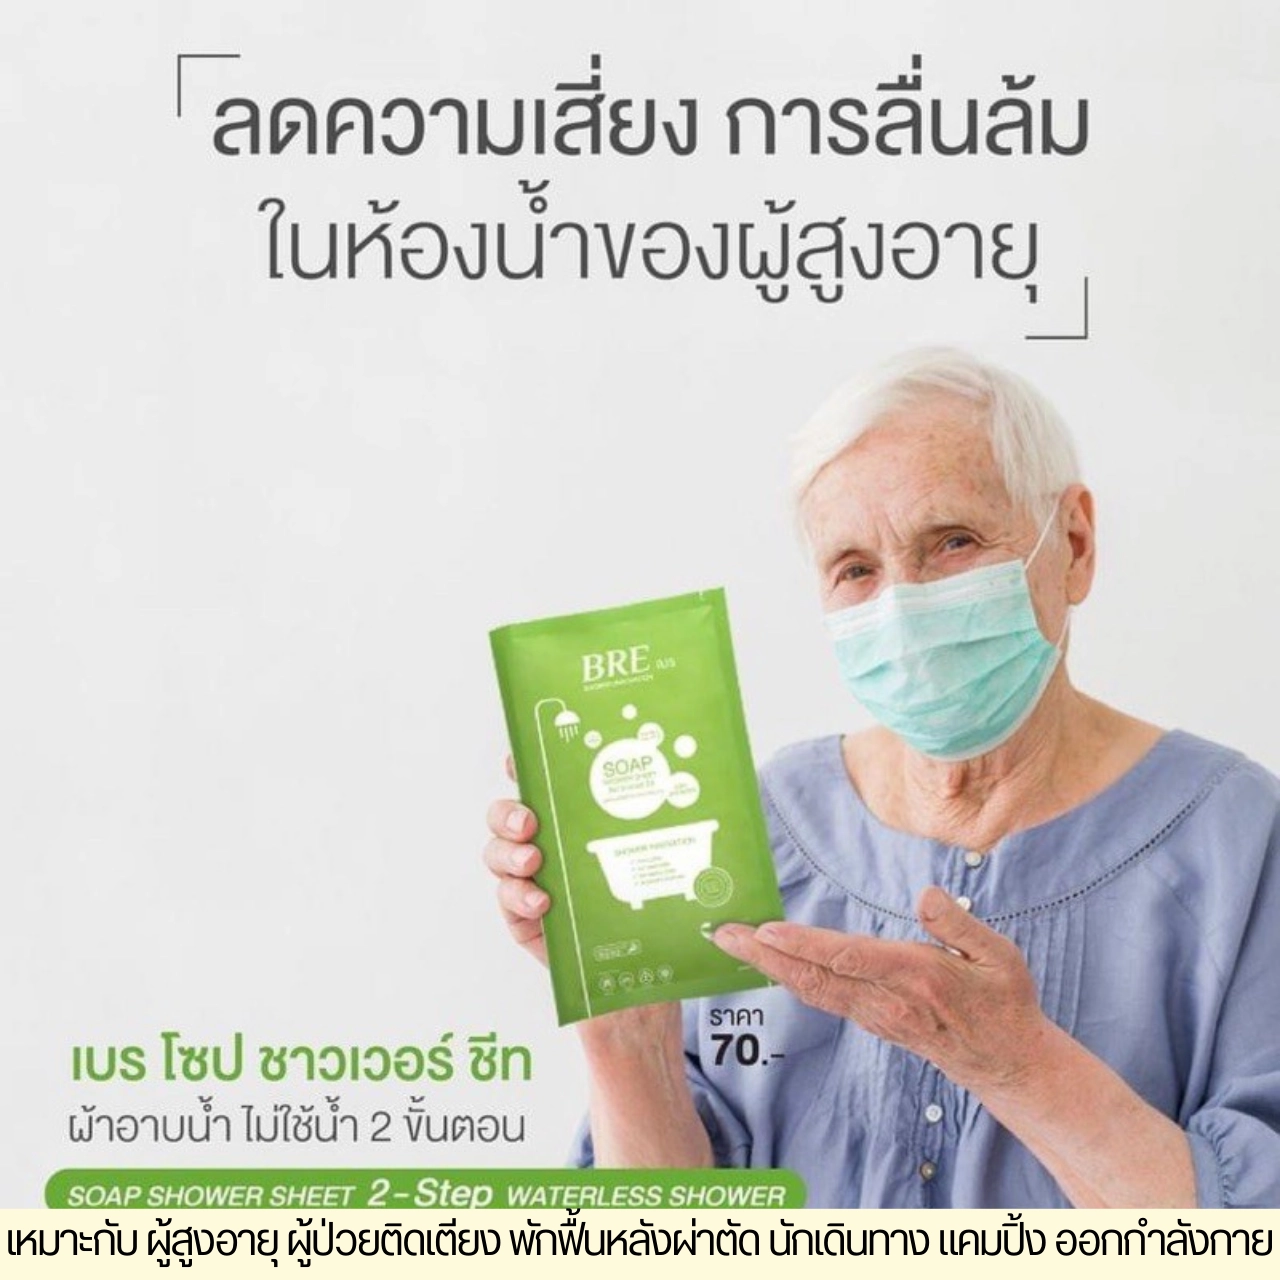 ลดความเสี่ยง การลื่นล้ม
ในห้องน้ำของผู้สูงอายุ
BRE เบร
SOAP
SHOWER INNOVATION
ราคา
70.-
เบร โซป ชาวเวอร์ ชีท
ผ้าอาบน้ำ ไม่ใช้น้ำ 2 ขั้นตอน
SOAP SHOWER SHEET 2-Step WATERLESS SHOWER
เหมาะกับ ผู้สูงอายุ ผู้ป่วยติดเตียง พักฟื้นหลังผ่าตัด นักเดินทาง แคมปิ้ง ออกกำลังกาย